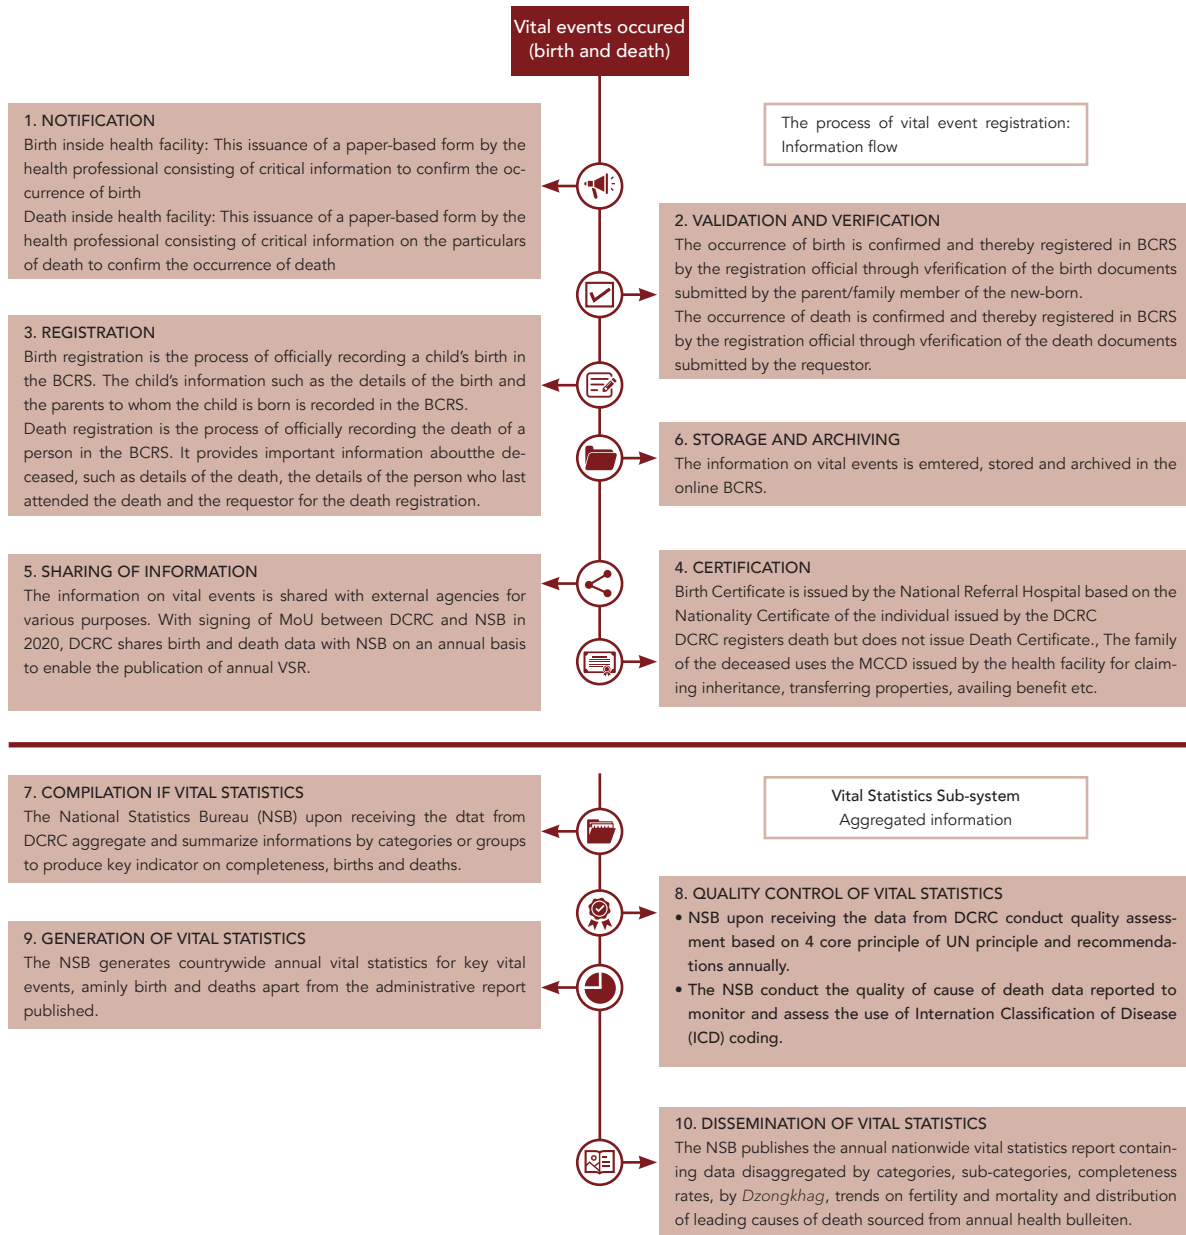 Vital events occured
(birth and death)
1. NOTIFICATION
Birth inside health facility: This issuance of a paper-based form by the
health professional consisting of critical information to confirm the oc-
currence of birth
Death inside health facility: This issuance of a paper-based form by the
health professional consisting of critical information on the particulars
of death to confirm the occurrence of death
The process of vital event registration:
Information flow
2. VALIDATION AND VERIFICATION
The occurrence of birth is confirmed and thereby registered in BCRS
by the registration official through vferification of the birth documents
submitted by the parent/family member of the new-born.
The occurrence of death is confirmed and thereby registered in BCRS
by the registration official through vferification of the death documents
submitted by the requestor.
3. REGISTRATION
Birth registration is the process of officially recording a child's birth in
the BCRS. The child's information such as the details of the birth and
the parents to whom the child is born is recorded in the BCRS.
Death registration is the process of officially recording the death of a
person in the BCRS. It provides important information aboutthe de-
ceased, such as details of the death, the details of the person who last
attended the death and the requestor for the death registration.
6. STORAGE AND ARCHIVING
The information on vital events is emtered, stored and archived in the
online BCRS.
5. SHARING OF INFORMATION
The information on vital events is shared with external agencies for
various purposes. With signing of MoU between DCRC and NSB in
2020, DCRC shares birth and death data with NSB on an annual basis
to enable the publication of annual VSR.
4. CERTIFICATION
Birth Certificate is issued by the National Referral Hospital based on the
Nationality Certificate of the individual issued by the DCRC
DCRC registers death but does not issue Death Certificate., The family
of the deceased uses the MCCD issued by the health facility for claim-
ing inheritance, transferring properties, availing benefit etc.
7. COMPILATION IF VITAL STATISTICS
The National Statistics Bureau (NSB) upon receiving the dtat from
DCRC aggregate and summarize informations by categories or groups
to produce key indicator on completeness, births and deaths.
Vital Statistics Sub-system
Aggregated information
8. QUALITY CONTROL OF VITAL STATISTICS
• NSB upon receiving the data from DCRC conduct quality assess-
ment based on 4 core principle of UN principle and recommenda-
tions annually.
• The NSB conduct the quality of cause of death data reported to
monitor and assess the use of Internation Classification of Disease
(ICD) coding.
9. GENERATION OF VITAL STATISTICS
The NSB generates countrywide annual vital statistics for key vital
events, aminly birth and deaths apart from the administrative report
published.
10. DISSEMINATION OF VITAL STATISTICS
The NSB publishes the annual nationwide vital statistics report contain-
ing data disaggregated by categories, sub-categories, completeness
rates, by Dzongkhag, trends on fertility and mortality and distribution
of leading causes of death sourced from annual health bulleiten.